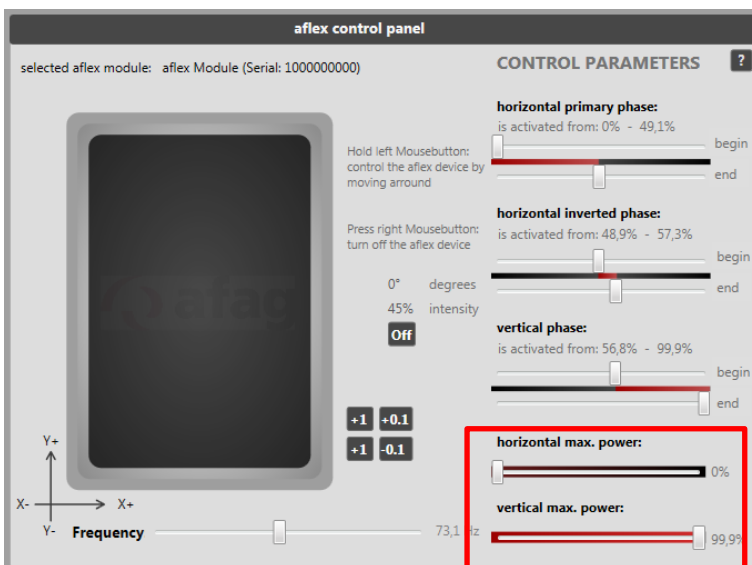 aflex control panel
selected aflex module: aflex Module (Serial: 1000000000)
CONTROL PARAMETERS
?
horizontal primary phase:
is activated from: 0% - 49,1%
begin
end
Hold left Mousebutton:
control the aflex device by
moving arround
Press right Mousebutton:
turn off the aflex device
0° degrees
45% intensity
Off
afag
horizontal inverted phase:
is activated from: 48,9% - 57,3%
begin
end
vertical phase:
is activated from: 56,8% - 99,9%
begin
end
+1 +0.1
+1 -0.1
horizontal max. power:
0%
vertical max. power:
99,9%
Y+
X- X+
Y-
Frequency 73,1 Hz